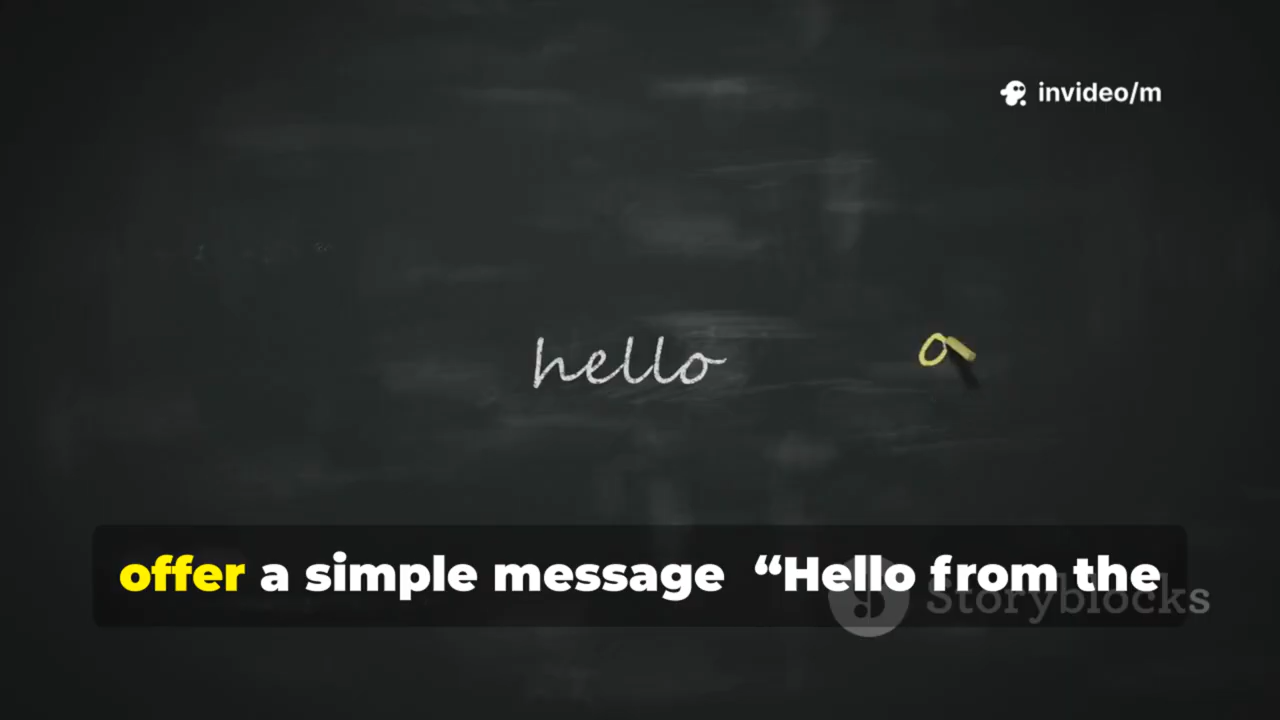 invideo/m
hello
offer a simple message “Hello from the
Storyblocks